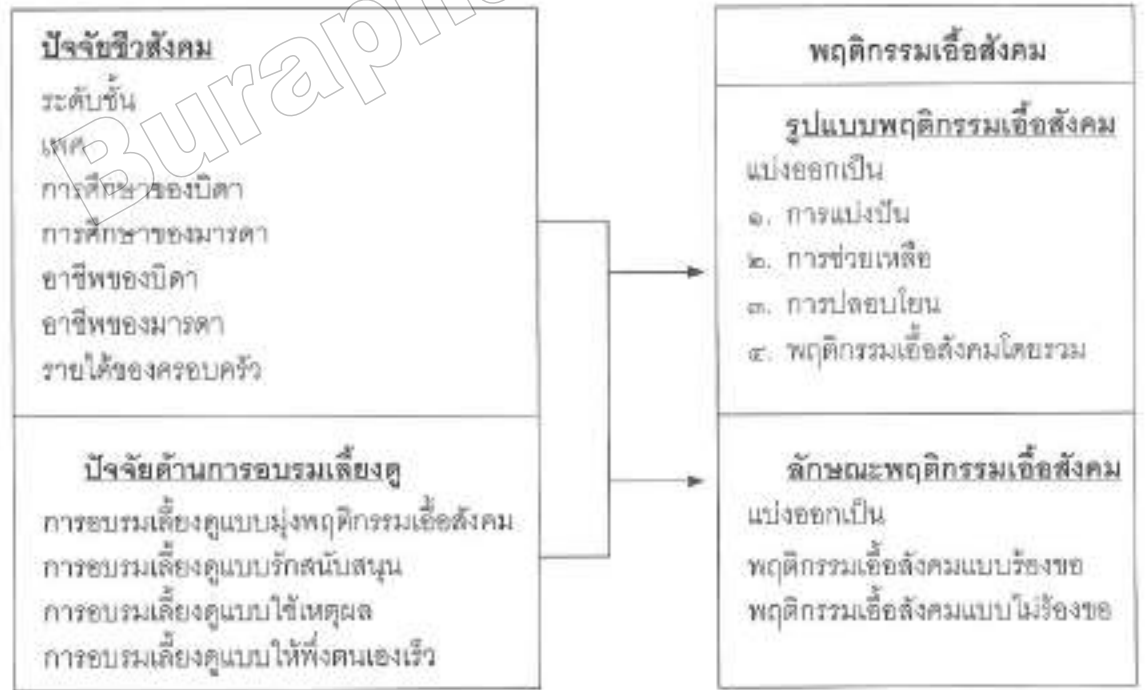 ปัจจัยชีวสังคม
ระดับชั้น
เพศ
การศึกษาของบิดา
การศึกษาของมารดา
อาชีพของบิดา
อาชีพของมารดา
รายได้ของครอบครัว
ปัจจัยด้านการอบรมเลี้ยงดู
การอบรมเลี้ยงดูแบบมุ่งพฤติกรรมเอื้อสังคม
การอบรมเลี้ยงดูแบบรักสนับสนุน
การอบรมเลี้ยงดูแบบใช้เหตุผล
การอบรมเลี้ยงดูแบบให้พึ่งตนเองเร็ว
พฤติกรรมเอื้อสังคม
รูปแบบพฤติกรรมเอื้อสังคม
แบ่งออกเป็น
๑. การแบ่งปัน
๒. การช่วยเหลือ
๓. การปลอบโยน
๔. พฤติกรรมเอื้อสังคมโดยรวม
ลักษณะพฤติกรรมเอื้อสังคม
แบ่งออกเป็น
พฤติกรรมเอื้อสังคมแบบร้องขอ
พฤติกรรมเอื้อสังคมแบบไม่ร้องขอ